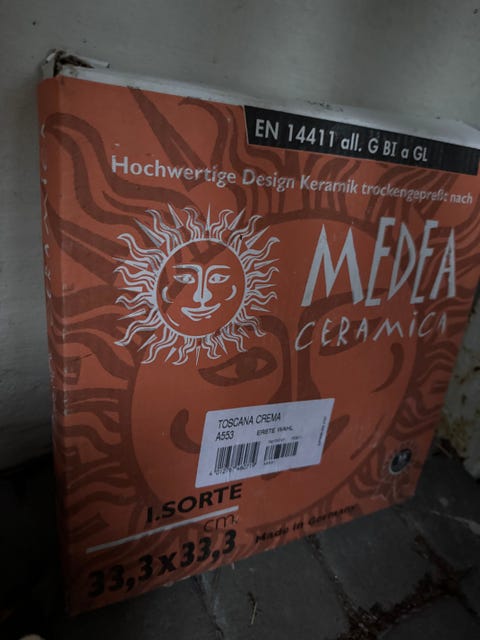 EN 14411 all. G BI a GL
Hochwertige Design Keramik trockengepreßt nach
MEDEA
CERAMICA
TOSCANA CREMA
A553 ERSTE WAHL
I.SORTE
cm.
33,3x33,3
Made in Germany